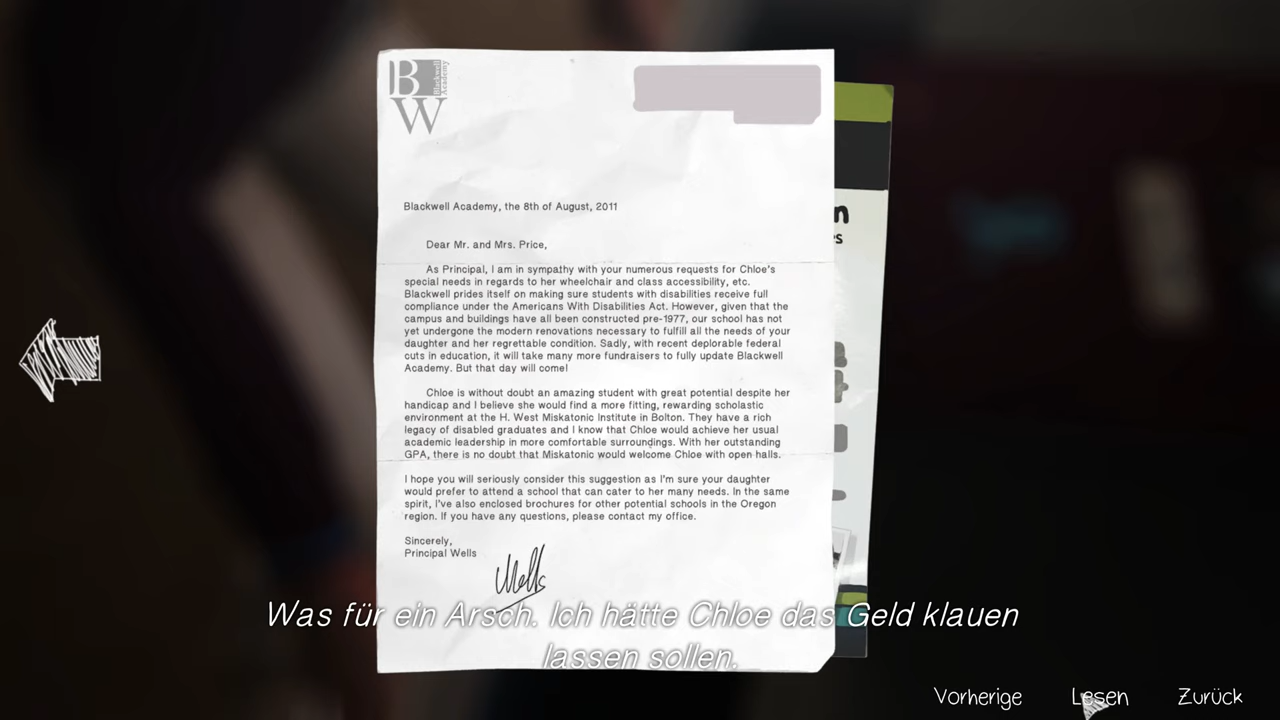 B
W
Blackwell
Academy
Blackwell Academy, the 8th of August, 2011
Dear Mr. and Mrs. Price,
As Principal, I am in sympathy with your numerous requests for Chloe's
special needs in regards to her wheelchair and class accessibility, etc.
Blackwell prides itself on making sure students with disabilities receive full
compliance under the Americans With Disabilities Act. However, given that the
campus and buildings have all been constructed pre-1977, our school has not
yet undergone the modern renovations necessary to fulfill all the needs of your
daughter and her regrettable condition. Sadly, with recent deplorable federal
cuts in education, it will take many more fundraisers to fully update Blackwell
Academy. But that day will come!
Chloe is without doubt an amazing student with great potential despite her
handicap and I believe she would find a more fitting, rewarding scholastic
environment at the H. West Miskatonic Institute in Bolton. They have a rich
legacy of disabled graduates and I know that Chloe would achieve her usual
academic leadership in more comfortable surroundings. With her outstanding
GPA, there is no doubt that Miskatonic would welcome Chloe with open halls.
I hope you will seriously consider this suggestion as I'm sure your daughter
would prefer to attend a school that can cater to her many needs. In the same
spirit, I've also enclosed brochures for other potential schools in the Oregon
region. If you have any questions, please contact my office.
Sincerely,
Principal Wells
Wells
n
es
Was für ein Arsch. Ich hätte Chloe das Geld klauen
lassen sollen.
Vorherige Lesen Zurück